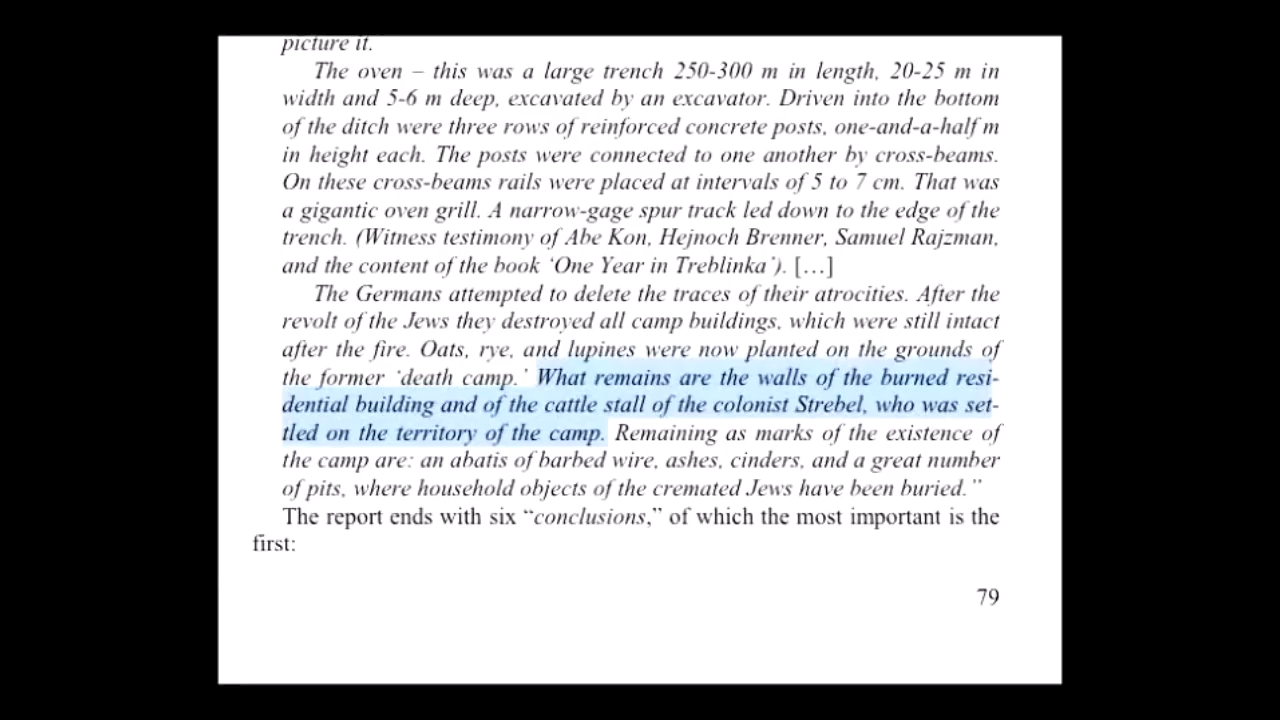 picture it.
The oven – this was a large trench 250-300 m in length, 20-25 m in
width and 5-6 m deep, excavated by an excavator. Driven into the bottom
of the ditch were three rows of reinforced concrete posts, one-and-a-half m
in height each. The posts were connected to one another by cross-beams.
On these cross-beams rails were placed at intervals of 5 to 7 cm. That was
a gigantic oven grill. A narrow-gage spur track led down to the edge of the
trench. (Witness testimony of Abe Kon, Hejnoch Brenner, Samuel Rajzman,
and the content of the book ‘One Year in Treblinka’). […]
The Germans attempted to delete the traces of their atrocities. After the
revolt of the Jews they destroyed all camp buildings, which were still intact
after the fire. Oats, rye, and lupines were now planted on the grounds of
the former ‘death camp.’ What remains are the walls of the burned resi-
dential building and of the cattle stall of the colonist Strebel, who was set-
tled on the territory of the camp. Remaining as marks of the existence of
the camp are: an abatis of barbed wire, ashes, cinders, and a great number
of pits, where household objects of the cremated Jews have been buried.”
The report ends with six “conclusions,” of which the most important is the
first:
79